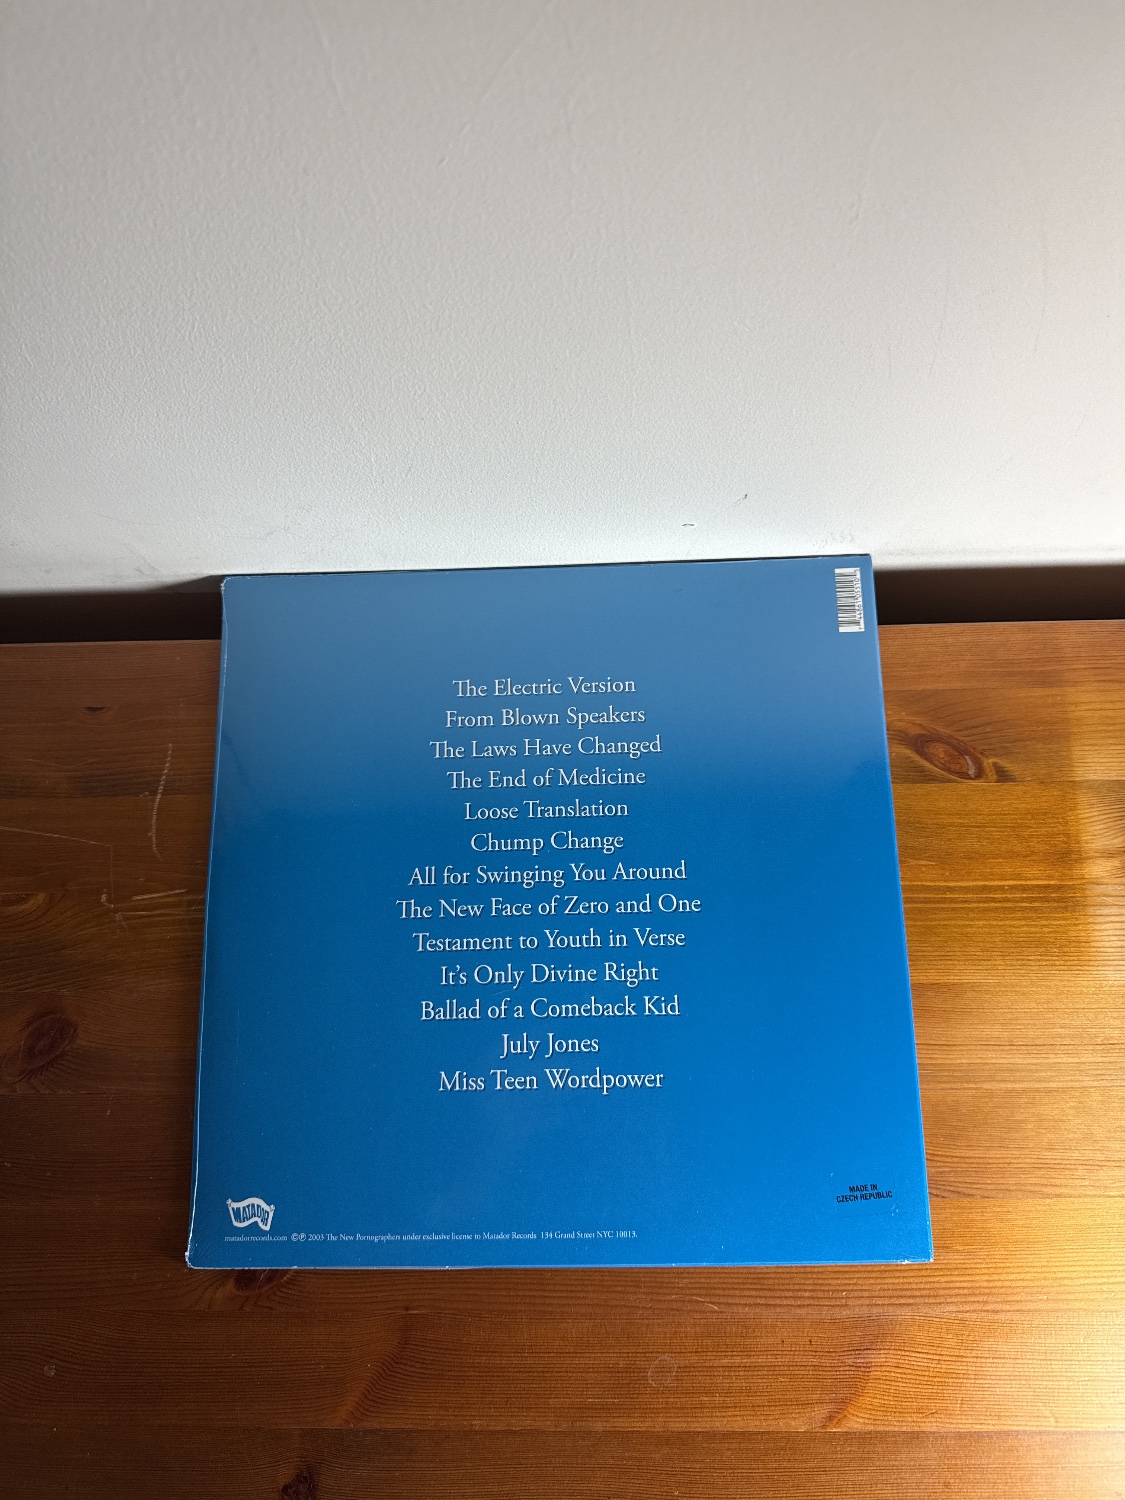 The Electric Version
From Blown Speakers
The Laws Have Changed
The End of Medicine
Loose Translation
Chump Change
All for Swinging You Around
The New Face of Zero and One
Testament to Youth in Verse
It's Only Divine Right
Ballad of a Comeback Kid
July Jones
Miss Teen Wordpower
MADE IN
CZECH REPUBLIC
MATADOR
matadorrecords.com ©℗ 2003 The New Pornographers under exclusive license to Matador Records 134 Grand Street NYC 10013.